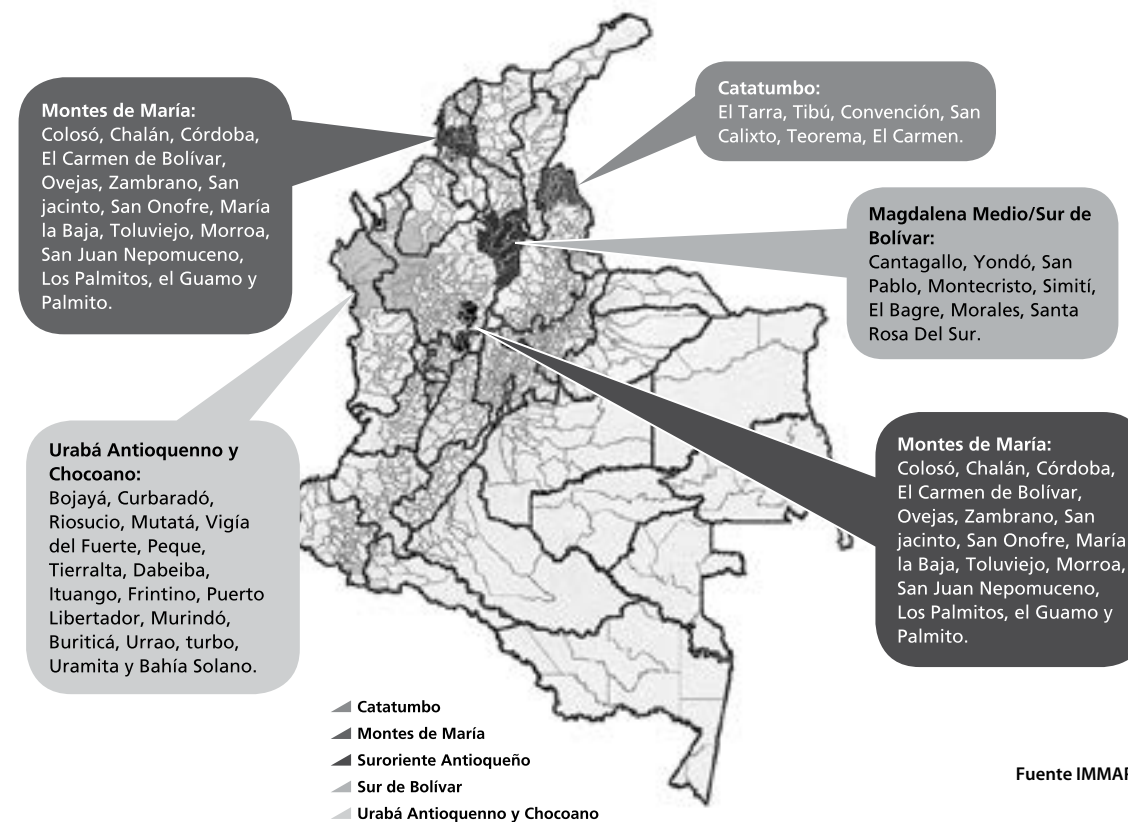 Montes de María:
Colosó, Chalán, Córdoba,
El Carmen de Bolívar,
Ovejas, Zambrano, San
jacinto, San Onofre, María
la Baja, Toluviejo, Morroa,
San Juan Nepomuceno,
Los Palmitos, el Guamo y
Palmito.
Catatumbo:
El Tarra, Tibú, Convención, San
Calixto, Teorema, El Carmen.
Magdalena Medio/Sur de
Bolívar:
Cantagallo, Yondó, San
Pablo, Montecristo, Simití,
El Bagre, Morales, Santa
Rosa Del Sur.
Urabá Antioquenno y
Chocoano:
Bojayá, Curbaradó,
Riosucio, Mutatá, Vigía
del Fuerte, Peque,
Tierralta, Dabeiba,
Ituango, Frintino, Puerto
Libertador, Murindó,
Buriticá, Urrao, turbo,
Uramita y Bahía Solano.
Montes de María:
Colosó, Chalán, Córdoba,
El Carmen de Bolívar,
Ovejas, Zambrano, San
jacinto, San Onofre, María
la Baja, Toluviejo, Morroa,
San Juan Nepomuceno,
Los Palmitos, el Guamo y
Palmito.
Catatumbo
Montes de María
Suroriente Antioqueño
Sur de Bolívar
Urabá Antioquenno y Chocoano
Fuente IMMAP